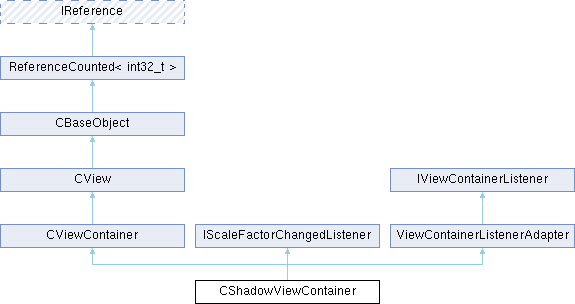 IReference
ReferenceCounted< int32_t >
CBaseObject
CView
IViewContainerListener
CViewContainer
IScaleFactorChangedListener
ViewContainerListenerAdapter
CShadowViewContainer